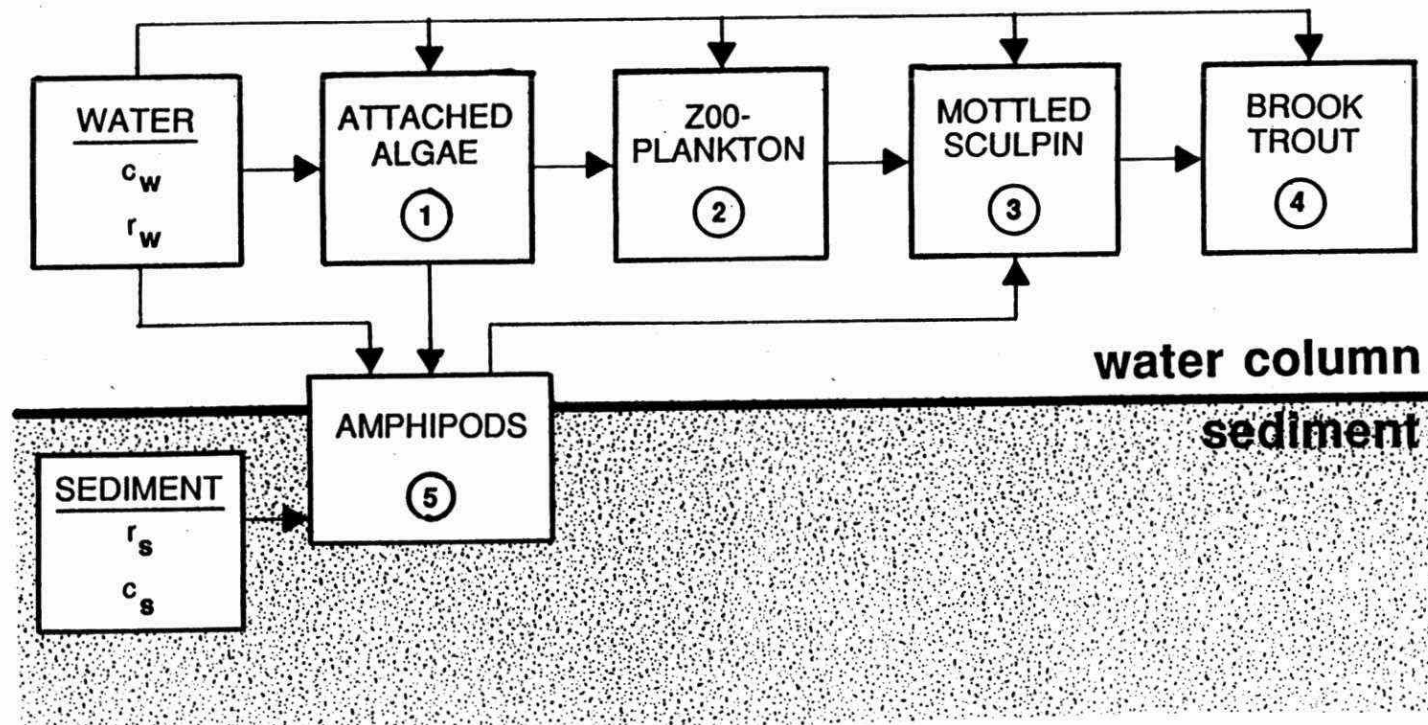 WATER
c_w
r_w
ATTACHED
ALGAE
1
Z00-
PLANKTON
2
MOTTLED
SCULPIN
3
BROOK
TROUT
4
water column
sediment
AMPHIPODS
5
SEDIMENT
r_s
c_s